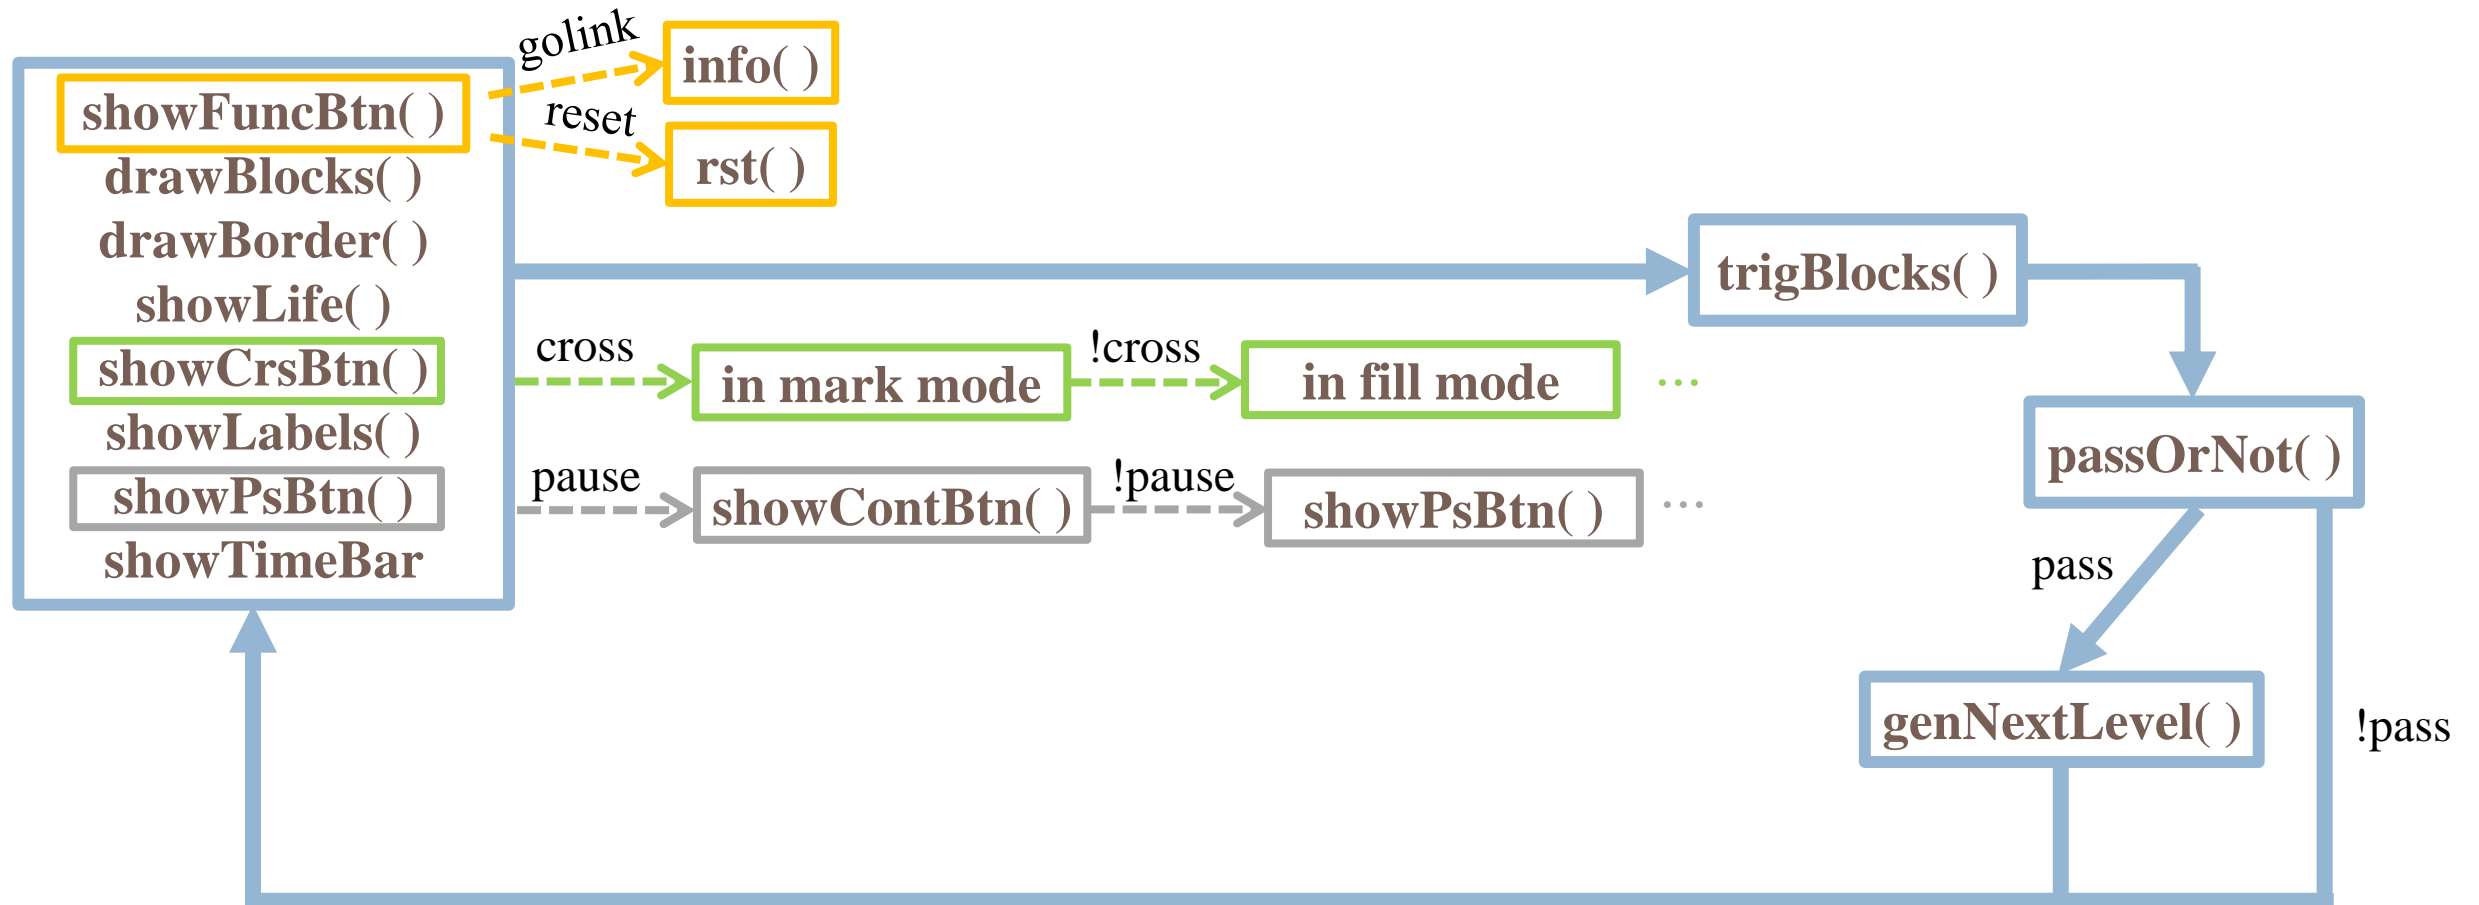 golink
info( )
showFuncBtn( )
reset
rst( )
drawBlocks( )
drawBorder( )
trigBlocks( )
showLife( )
cross
!cross
showCrsBtn( )
in mark mode
in fill mode
...
showLabels( )
passOrNot( )
pause
!pause
showPsBtn( )
showContBtn( )
showPsBtn( )
...
showTimeBar
pass
genNextLevel( )
!pass